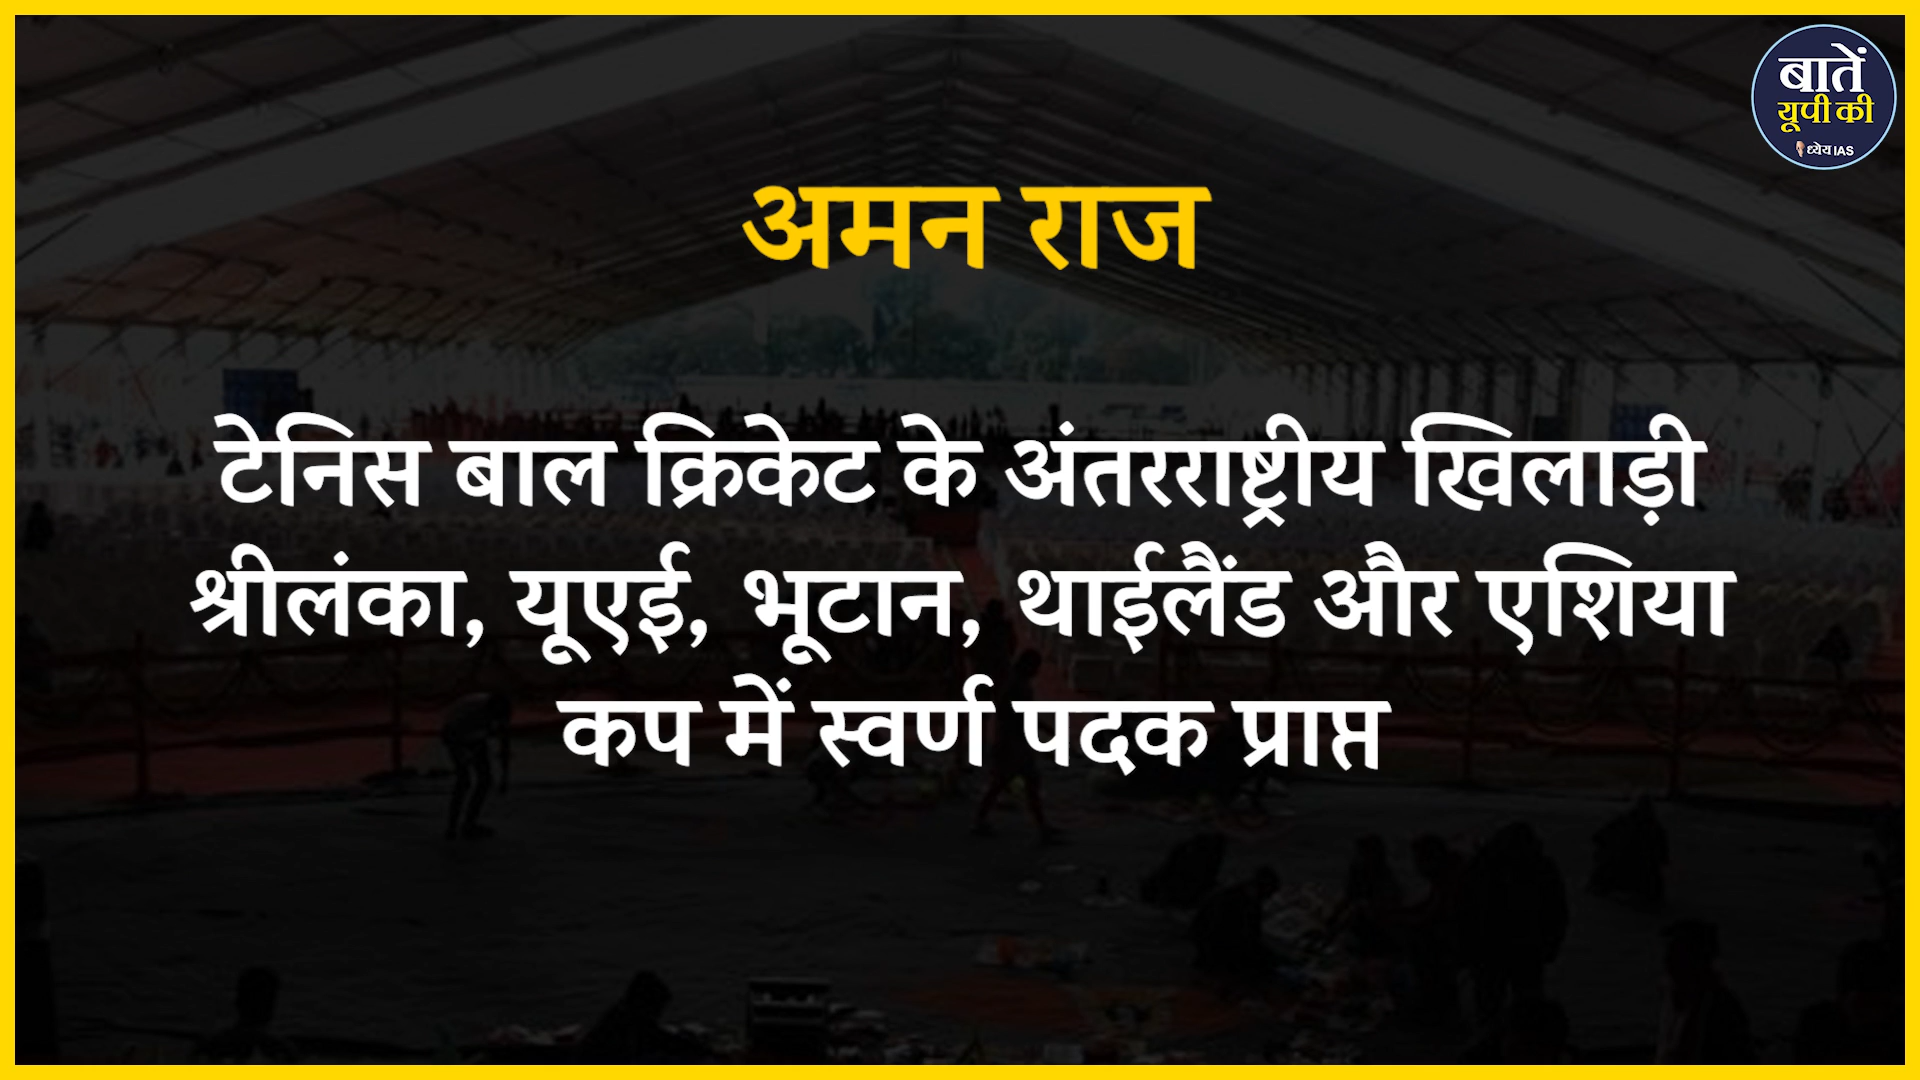 बातें
यूपी की
ध्येय IAS
अमन राज
टेनिस बाल क्रिकेट के अंतरराष्ट्रीय खिलाड़ी
श्रीलंका, यूएई, भूटान, थाईलैंड और एशिया
कप में स्वर्ण पदक प्राप्त